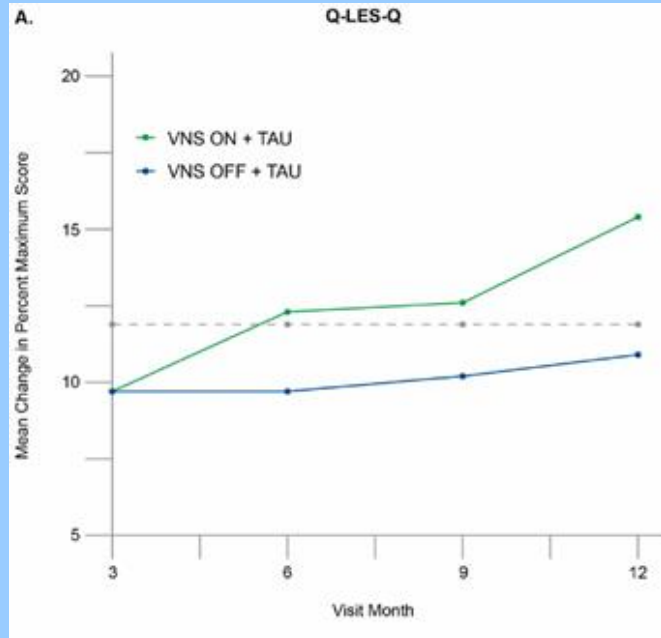 A.
Q-LES-Q
20
VNS ON + TAU
VNS OFF + TAU
15
10
5
3 6 9 12
Mean Change in Percent Maximum Score
Visit Month